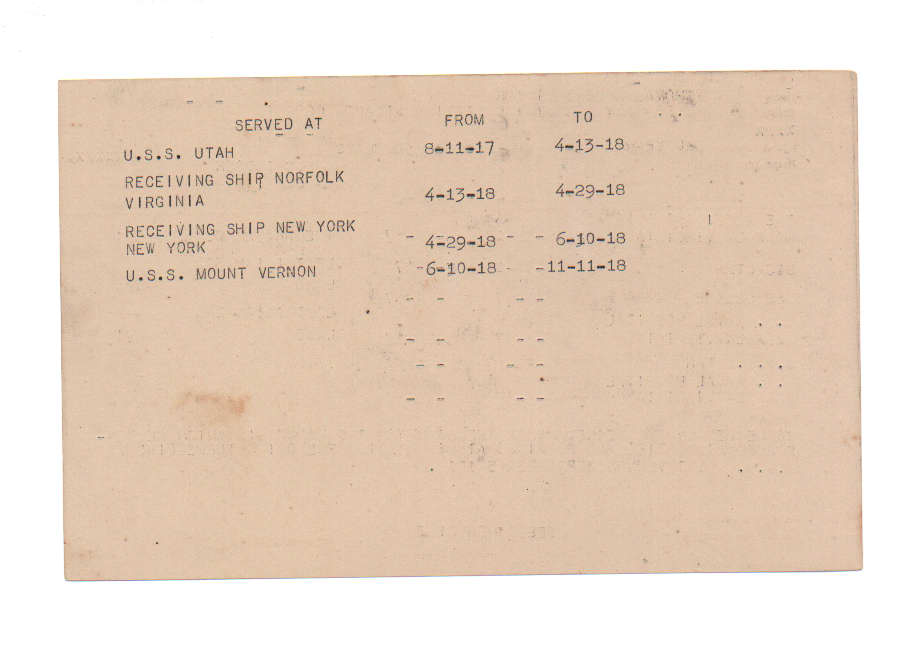 SERVED AT FROM TO
U.S.S. UTAH 8-11-17 4-13-18
RECEIVING SHIP NORFOLK
VIRGINIA 4-13-18 4-29-18
RECEIVING SHIP NEW YORK
NEW YORK - 4-29-18 - - 6-10-18
U.S.S. MOUNT VERNON -6-10-18- -11-11-18
- - - -
- - - -
- - - -
- - - -